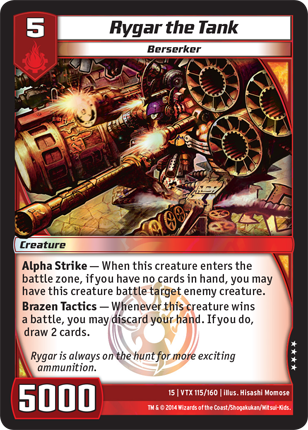 5
Rygar the Tank
Berserker
Creature
Alpha Strike — When this creature enters the
battle zone, if you have no cards in hand, you may
have this creature battle target enemy creature.
Brazen Tactics — Whenever this creature wins
a battle, you may discard your hand. If you do,
draw 2 cards.
Rygar is always on the hunt for more exciting
ammunition.
5000
15 | VTX 115/160 | illus. Hisashi Momose
TM & © 2014 Wizards of the Coast/Shogakukan/Mitsui-Kids.